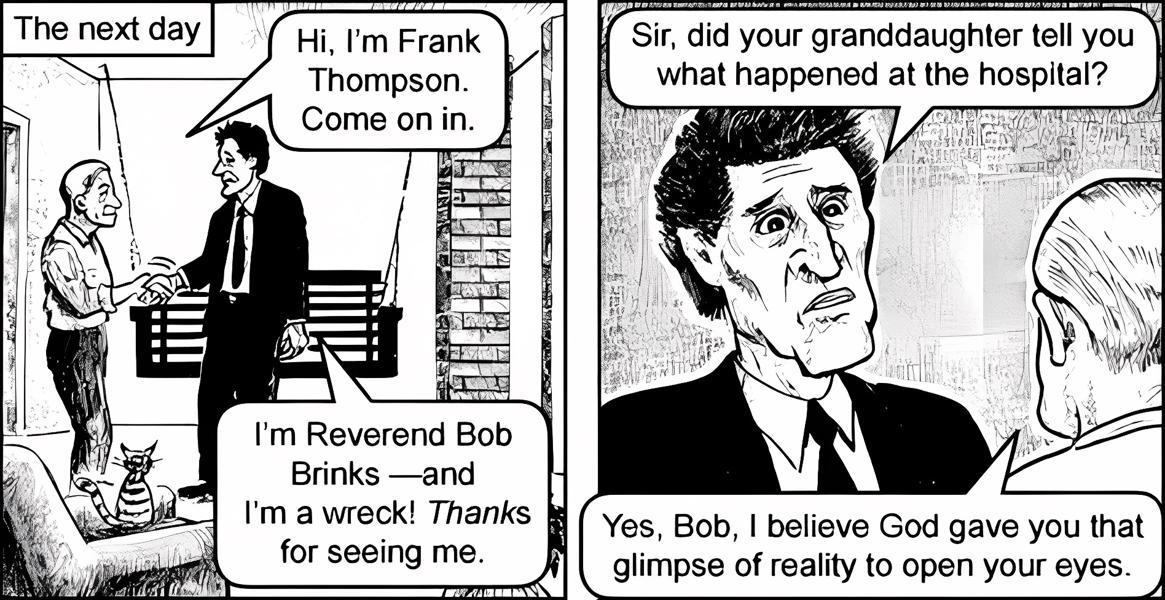 The next day
Hi, I'm Frank
Thompson.
Come on in.
I'm Reverend Bob
Brinks —and
I'm a wreck! Thanks
for seeing me.
Sir, did your granddaughter tell you
what happened at the hospital?
Yes, Bob, I believe God gave you that
glimpse of reality to open your eyes.